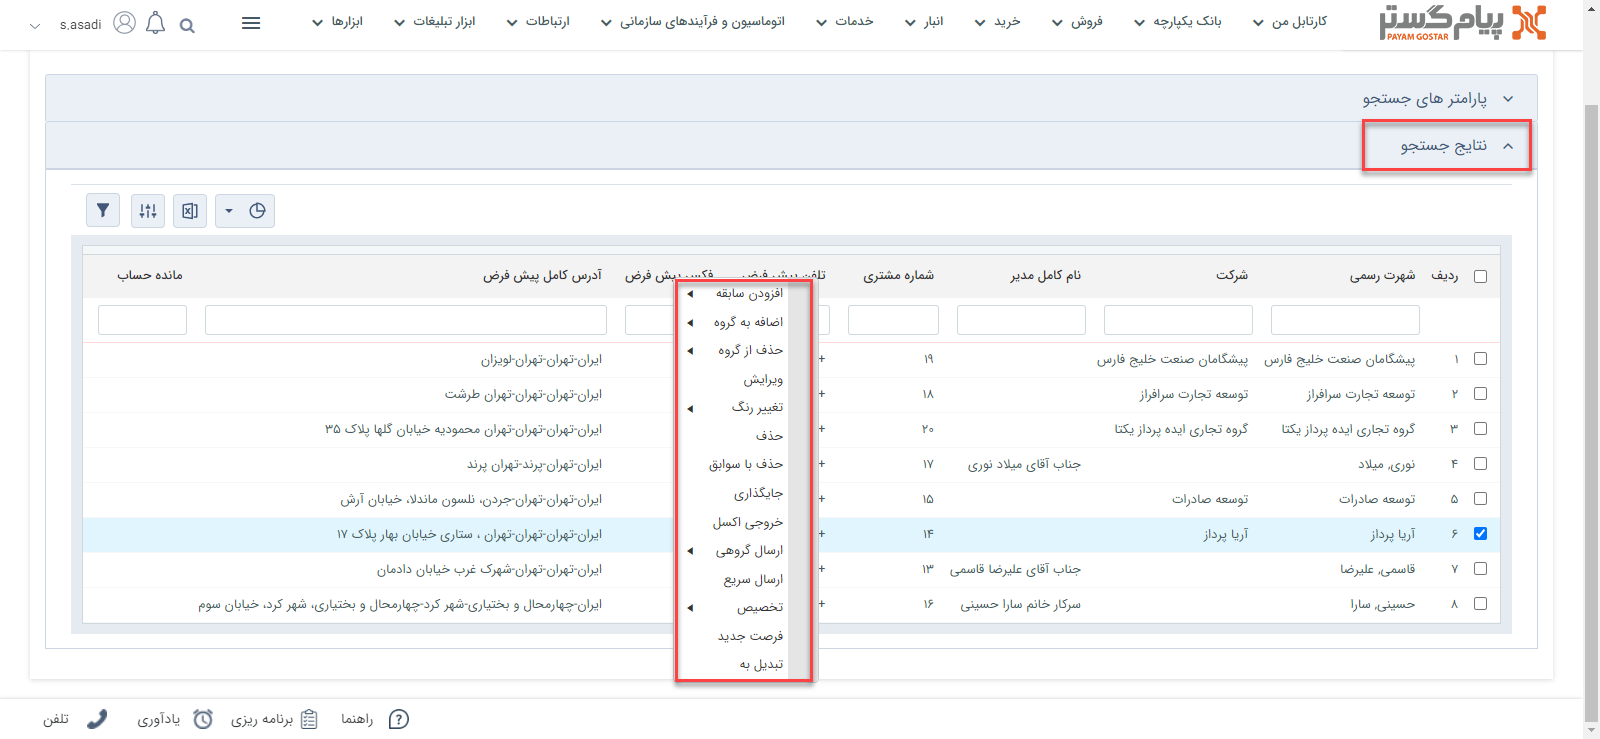 پیام گستر
PAYAM GOSTAR
کارتابل من
بانک یکپارچه
فروش
خرید
انبار
خدمات
اتوماسیون و فرآیندهای سازمانی
ارتباطات
ابزار تبلیغات
ابزارها
s.asadi
پارامتر های جستجو
نتایج جستجو
ردیف شهرت رسمی شرکت نام کامل مدیر شماره مشتری تلفن پیش فرض فکس پیش فرض آدرس کامل پیش فرض مانده حساب
۱ پیشگامان صنعت خلیج فارس پیشگامان صنعت خلیج فارس ۱۹ + ایران-تهران-تهران-لویزان
۲ توسعه تجارت سرافراز توسعه تجارت سرافراز ۱۸ + ایران-تهران-تهران-تهران طرشت
۳ گروه تجاری ایده پرداز یکتا گروه تجاری ایده پرداز یکتا ۲۰ + ایران-تهران-تهران-تهران محمودیه خیابان گلها پلاک ۳۵
۴ نوری, میلاد جناب آقای میلاد نوری ۱۷ + ایران-تهران-پرند-تهران پرند
۵ توسعه صادرات توسعه صادرات ۱۵ + ایران-تهران-تهران-جردن، نلسون ماندلا، خیابان آرش
۶ آریا پرداز آریا پرداز ۱۴ + ایران-تهران-تهران-تهران ، ستاری خیابان بهار پلاک ۱۷
۷ قاسمی, علیرضا جناب آقای علیرضا قاسمی ۱۳ + ایران-تهران-تهران-شهرک غرب خیابان دادمان
۸ حسینی, سارا سرکار خانم سارا حسینی ۱۶ + ایران-چهارمحال و بختیاری-شهر کرد-چهارمحال و بختیاری، شهر کرد، خیابان سوم
افزودن سابقه
اضافه به گروه
حذف از گروه
ویرایش
تغییر رنگ
حذف
حذف با سوابق
جایگذاری
خروجی اکسل
ارسال گروهی
ارسال سریع
تخصیص
فرصت جدید
تبدیل به
راهنما
برنامه ریزی
یادآوری
تلفن